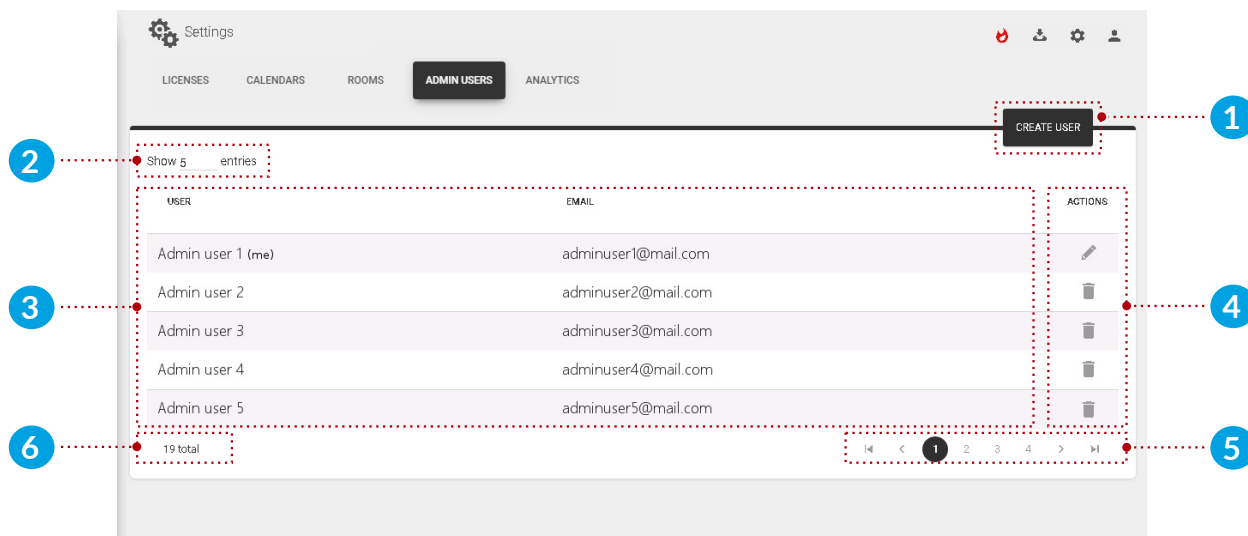 Settings
LICENSES CALENDARS ROOMS ADMIN USERS ANALYTICS
CREATE USER
1
2
Show 5 entries
USER EMAIL ACTIONS
Admin user 1 (me) adminuser1@mail.com
Admin user 2 adminuser2@mail.com
3
4
Admin user 3 adminuser3@mail.com
Admin user 4 adminuser4@mail.com
Admin user 5 adminuser5@mail.com
6
19 total
1 2 3 4
5